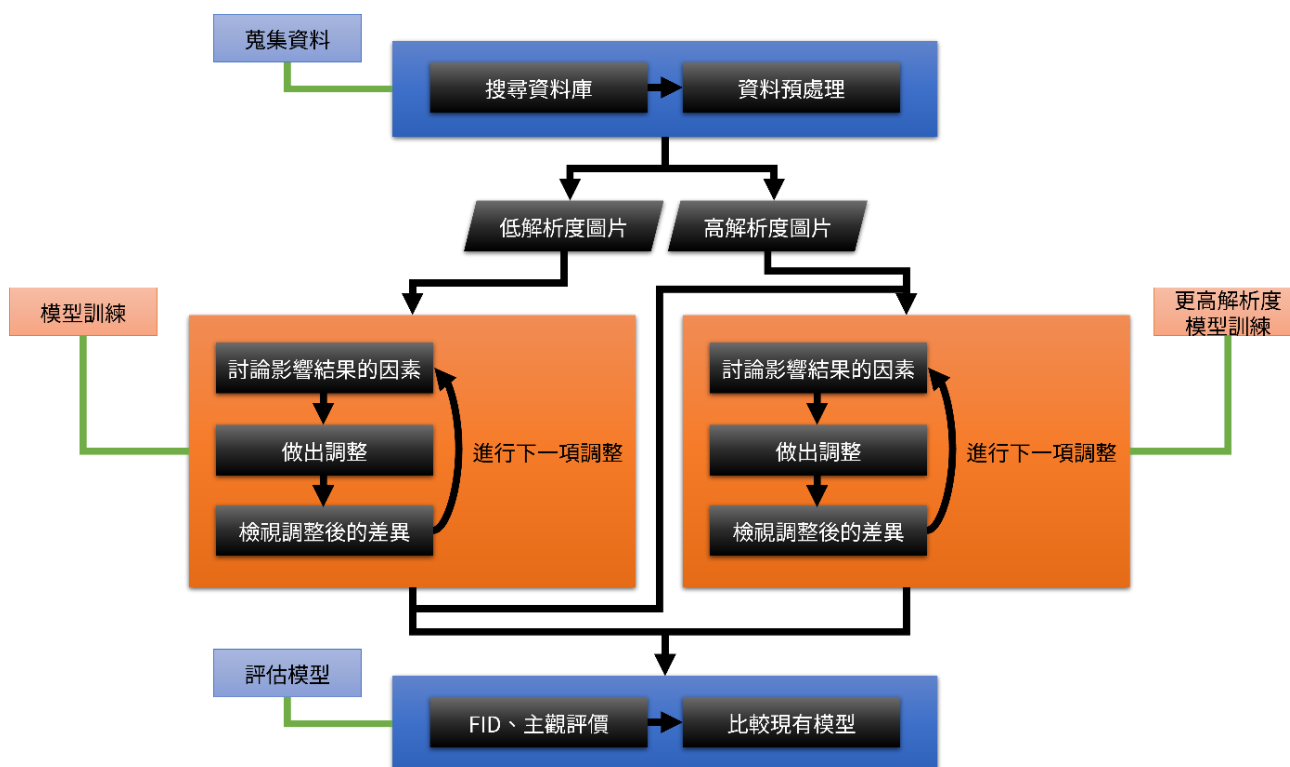 蒐集資料
搜尋資料庫
資料預處理
低解析度圖片
高解析度圖片
模型訓練
更高解析度
模型訓練
討論影響結果的因素
做出調整
檢視調整後的差異
進行下一項調整
討論影響結果的因素
做出調整
檢視調整後的差異
進行下一項調整
評估模型
FID、主觀評價
比較現有模型